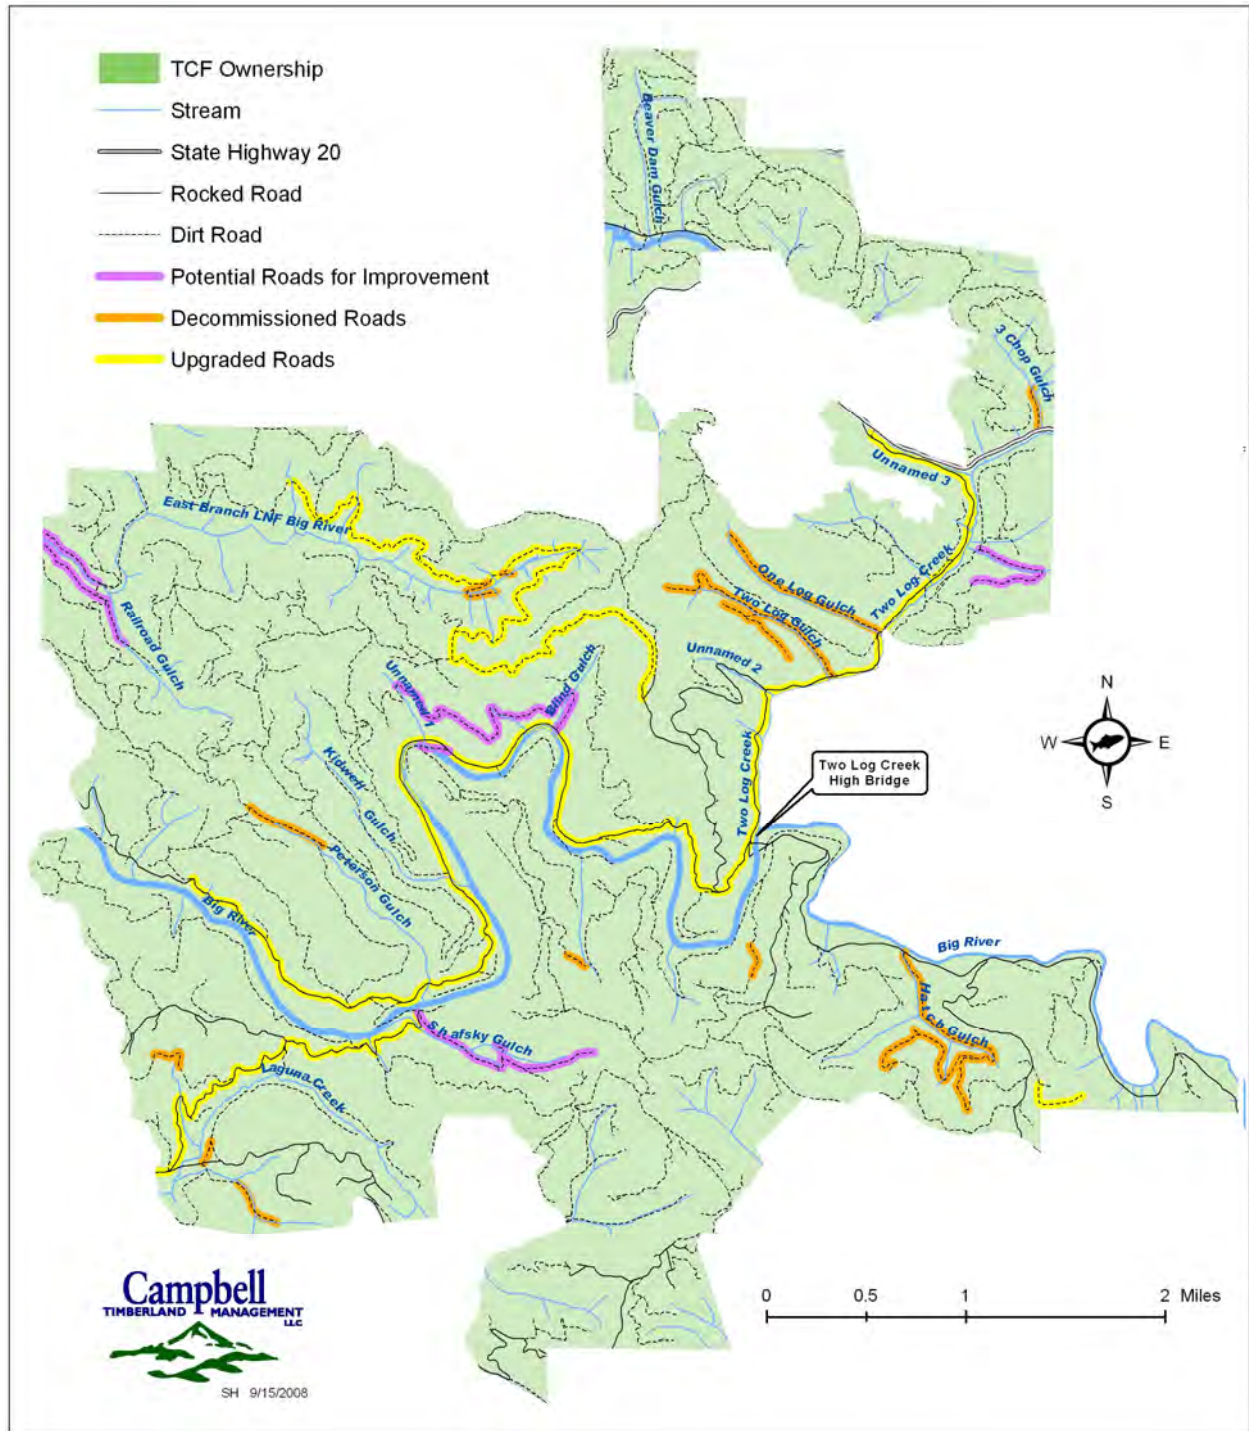 TCF Ownership
Stream
State Highway 20
Rocked Road
Dirt Road
Potential Roads for Improvement
Decommissioned Roads
Upgraded Roads
Beaver Dam Gulch
3 Chop Gulch
Unnamed 3
East Branch LNF Big River
One Log Gulch
Two Log Creek
Two Log Gulch
Railroad Gulch
Unnamed 2
Unnamed 1
Blind Gulch
N
W
E
S
Kidwell
Gulch
Two Log Creek
Two Log Creek
High Bridge
Peterson Gulch
Big River
Big River
Hatch Gulch
Shafsky Gulch
Laguna Creek
Campbell
TIMBERLAND MANAGEMENT
LLC
SH 9/15/2008
0 0.5 1 2 Miles